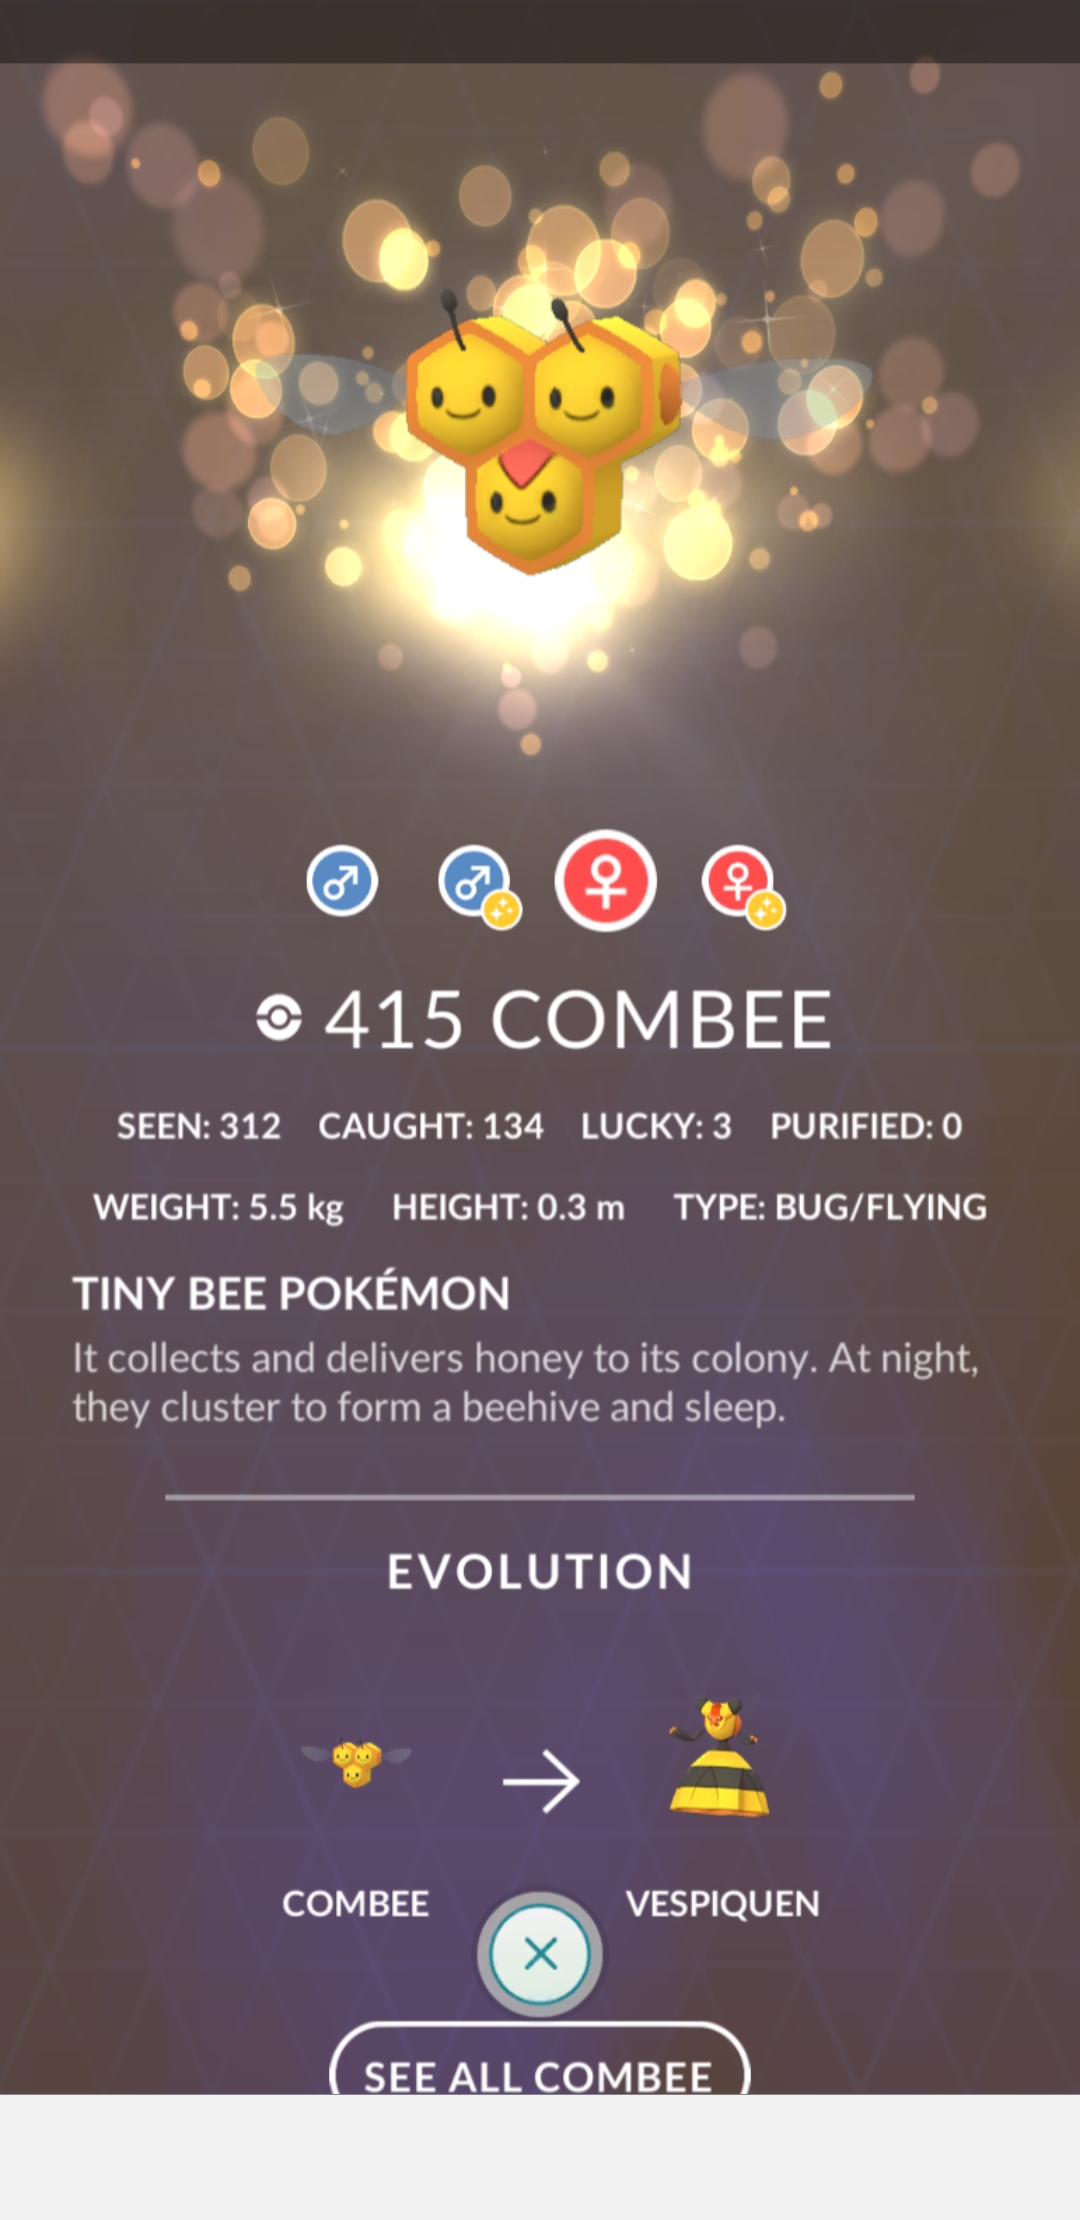 415 COMBEE
SEEN: 312 CAUGHT: 134 LUCKY: 3 PURIFIED: 0
WEIGHT: 5.5 kg HEIGHT: 0.3 m TYPE: BUG/FLYING
TINY BEE POKÉMON
It collects and delivers honey to its colony. At night,
they cluster to form a beehive and sleep.
EVOLUTION
COMBEE VESPIQUEN
SEE ALL COMBEE